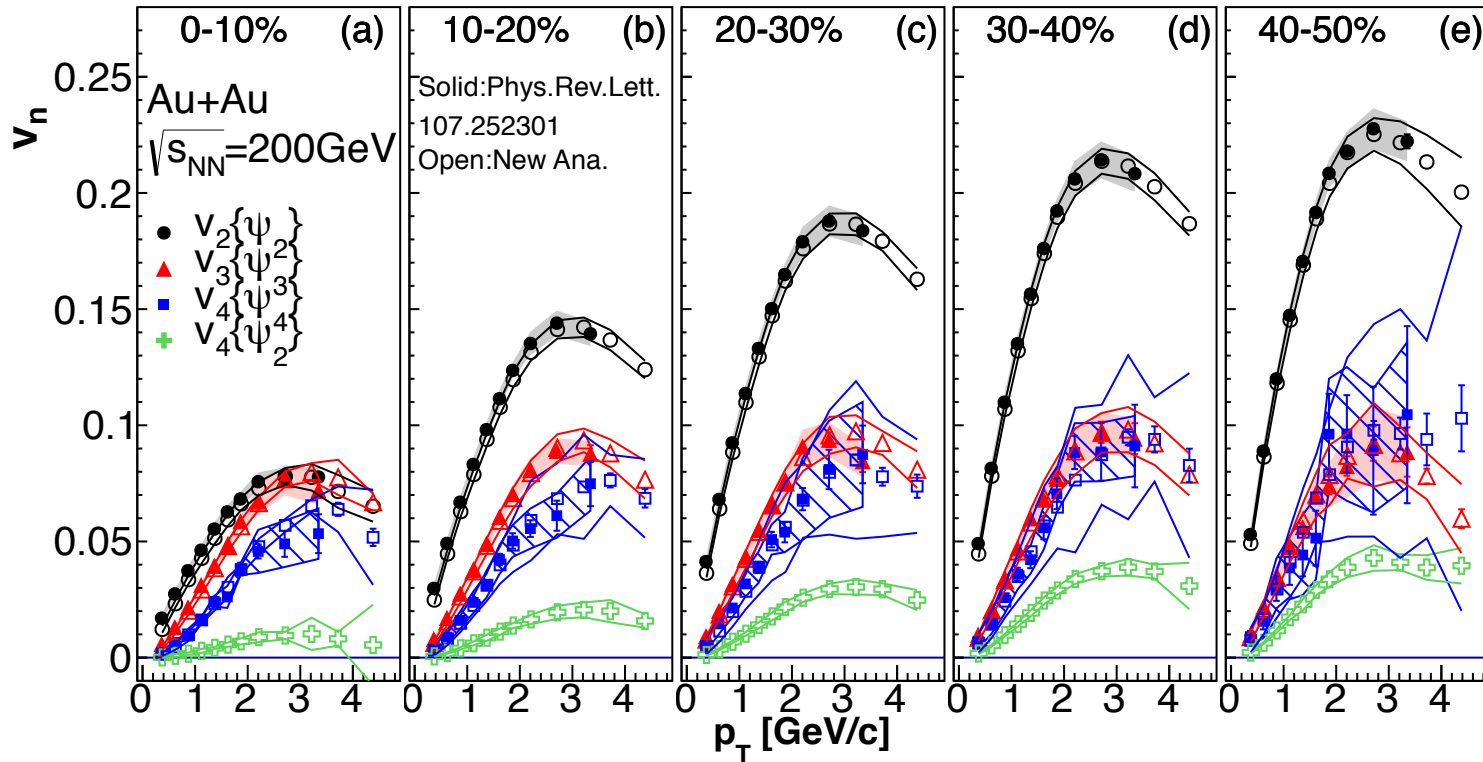 0-10% (a)
10-20% (b)
20-30% (c)
30-40% (d)
40-50% (e)
v_n
0.25
0.2
0.15
0.1
0.05
0
Au+Au
√s_NN=200GeV
Solid:Phys.Rev.Lett.
107.252301
Open:New Ana.
v_2{ψ }
v_3{ψ^2}
v_4{ψ^3}
v_4{ψ^4_2}
0 1 2 3 4
0 1 2 3 4
0 1 2 3 4
0 1 2 3 4
0 1 2 3 4
p_T [GeV/c]